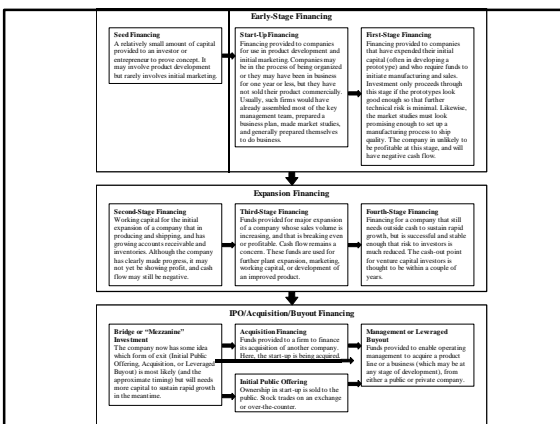 Early-Stage Financing
Seed Financing
A relatively small amount of capital
provided to an investor or
entrepreneur to prove concept. It
may involve product development
but rarely involves initial marketing.
Start-Up Financing
Financing provided to companies
for use in product development and
initial marketing. Companies may
be in the process of being organized
or they may have been in business
for one year or less, but they have
not sold their product commercially.
Usually, such firms would have
already assembled most of the key
management team, prepared a
business plan, made market studies,
and generally prepared themselves
to do business.
First-Stage Financing
Financing provided to companies
that have expended their initial
capital (often in developing a
prototype) and who require funds to
initiate manufacturing and sales.
Investment only proceeds through
this stage if the prototypes look
good enough so that further
technical risk is minimal. Likewise,
the market studies must look
promising enough to set up a
manufacturing process to ship
quality. The company in unlikely to
be profitable at this stage, and will
have negative cash flow.
Expansion Financing
Second-Stage Financing
Working capital for the initial
expansion of a company that in
producing and shipping, and has
growing accounts receivable and
inventories. Although the company
has clearly made progress, it may
not yet be showing profit, and cash
flow may still be negative.
Third-Stage Financing
Funds provided for major expansion
of a company whose sales volume is
increasing, and that is breaking even
or profitable. Cash flow remains a
concern. These funds are used for
further plant expansion, marketing,
working capital, or development of
an improved product.
Fourth-Stage Financing
Financing for a company that still
needs outside cash to sustain rapid
growth, but is successful and stable
enough that risk to investors is
much reduced. The cash-out point
for venture capital investors is
thought to be within a couple of
years.
IPO/Acquisition/Buyout Financing
Bridge or “Mezzanine”
Investment
The company now has some idea
which form of exit (Initial Public
Offering, Acquisition, or Leveraged
Buyout) is most likely (and the
approximate timing) but will needs
more capital to sustain rapid growth
in the meantime.
Acquisition Financing
Funds provided to a firm to finance
its acquisition of another company.
Here, the start-up is being acquired.
Initial Public Offering
Ownership in start-up is sold to the
public. Stock trades on an exchange
or over-the-counter.
Management or Leveraged
Buyout
Funds provided to enable operating
management to acquire a product
line or a business (which may be at
any stage of development), from
either a public or private company.